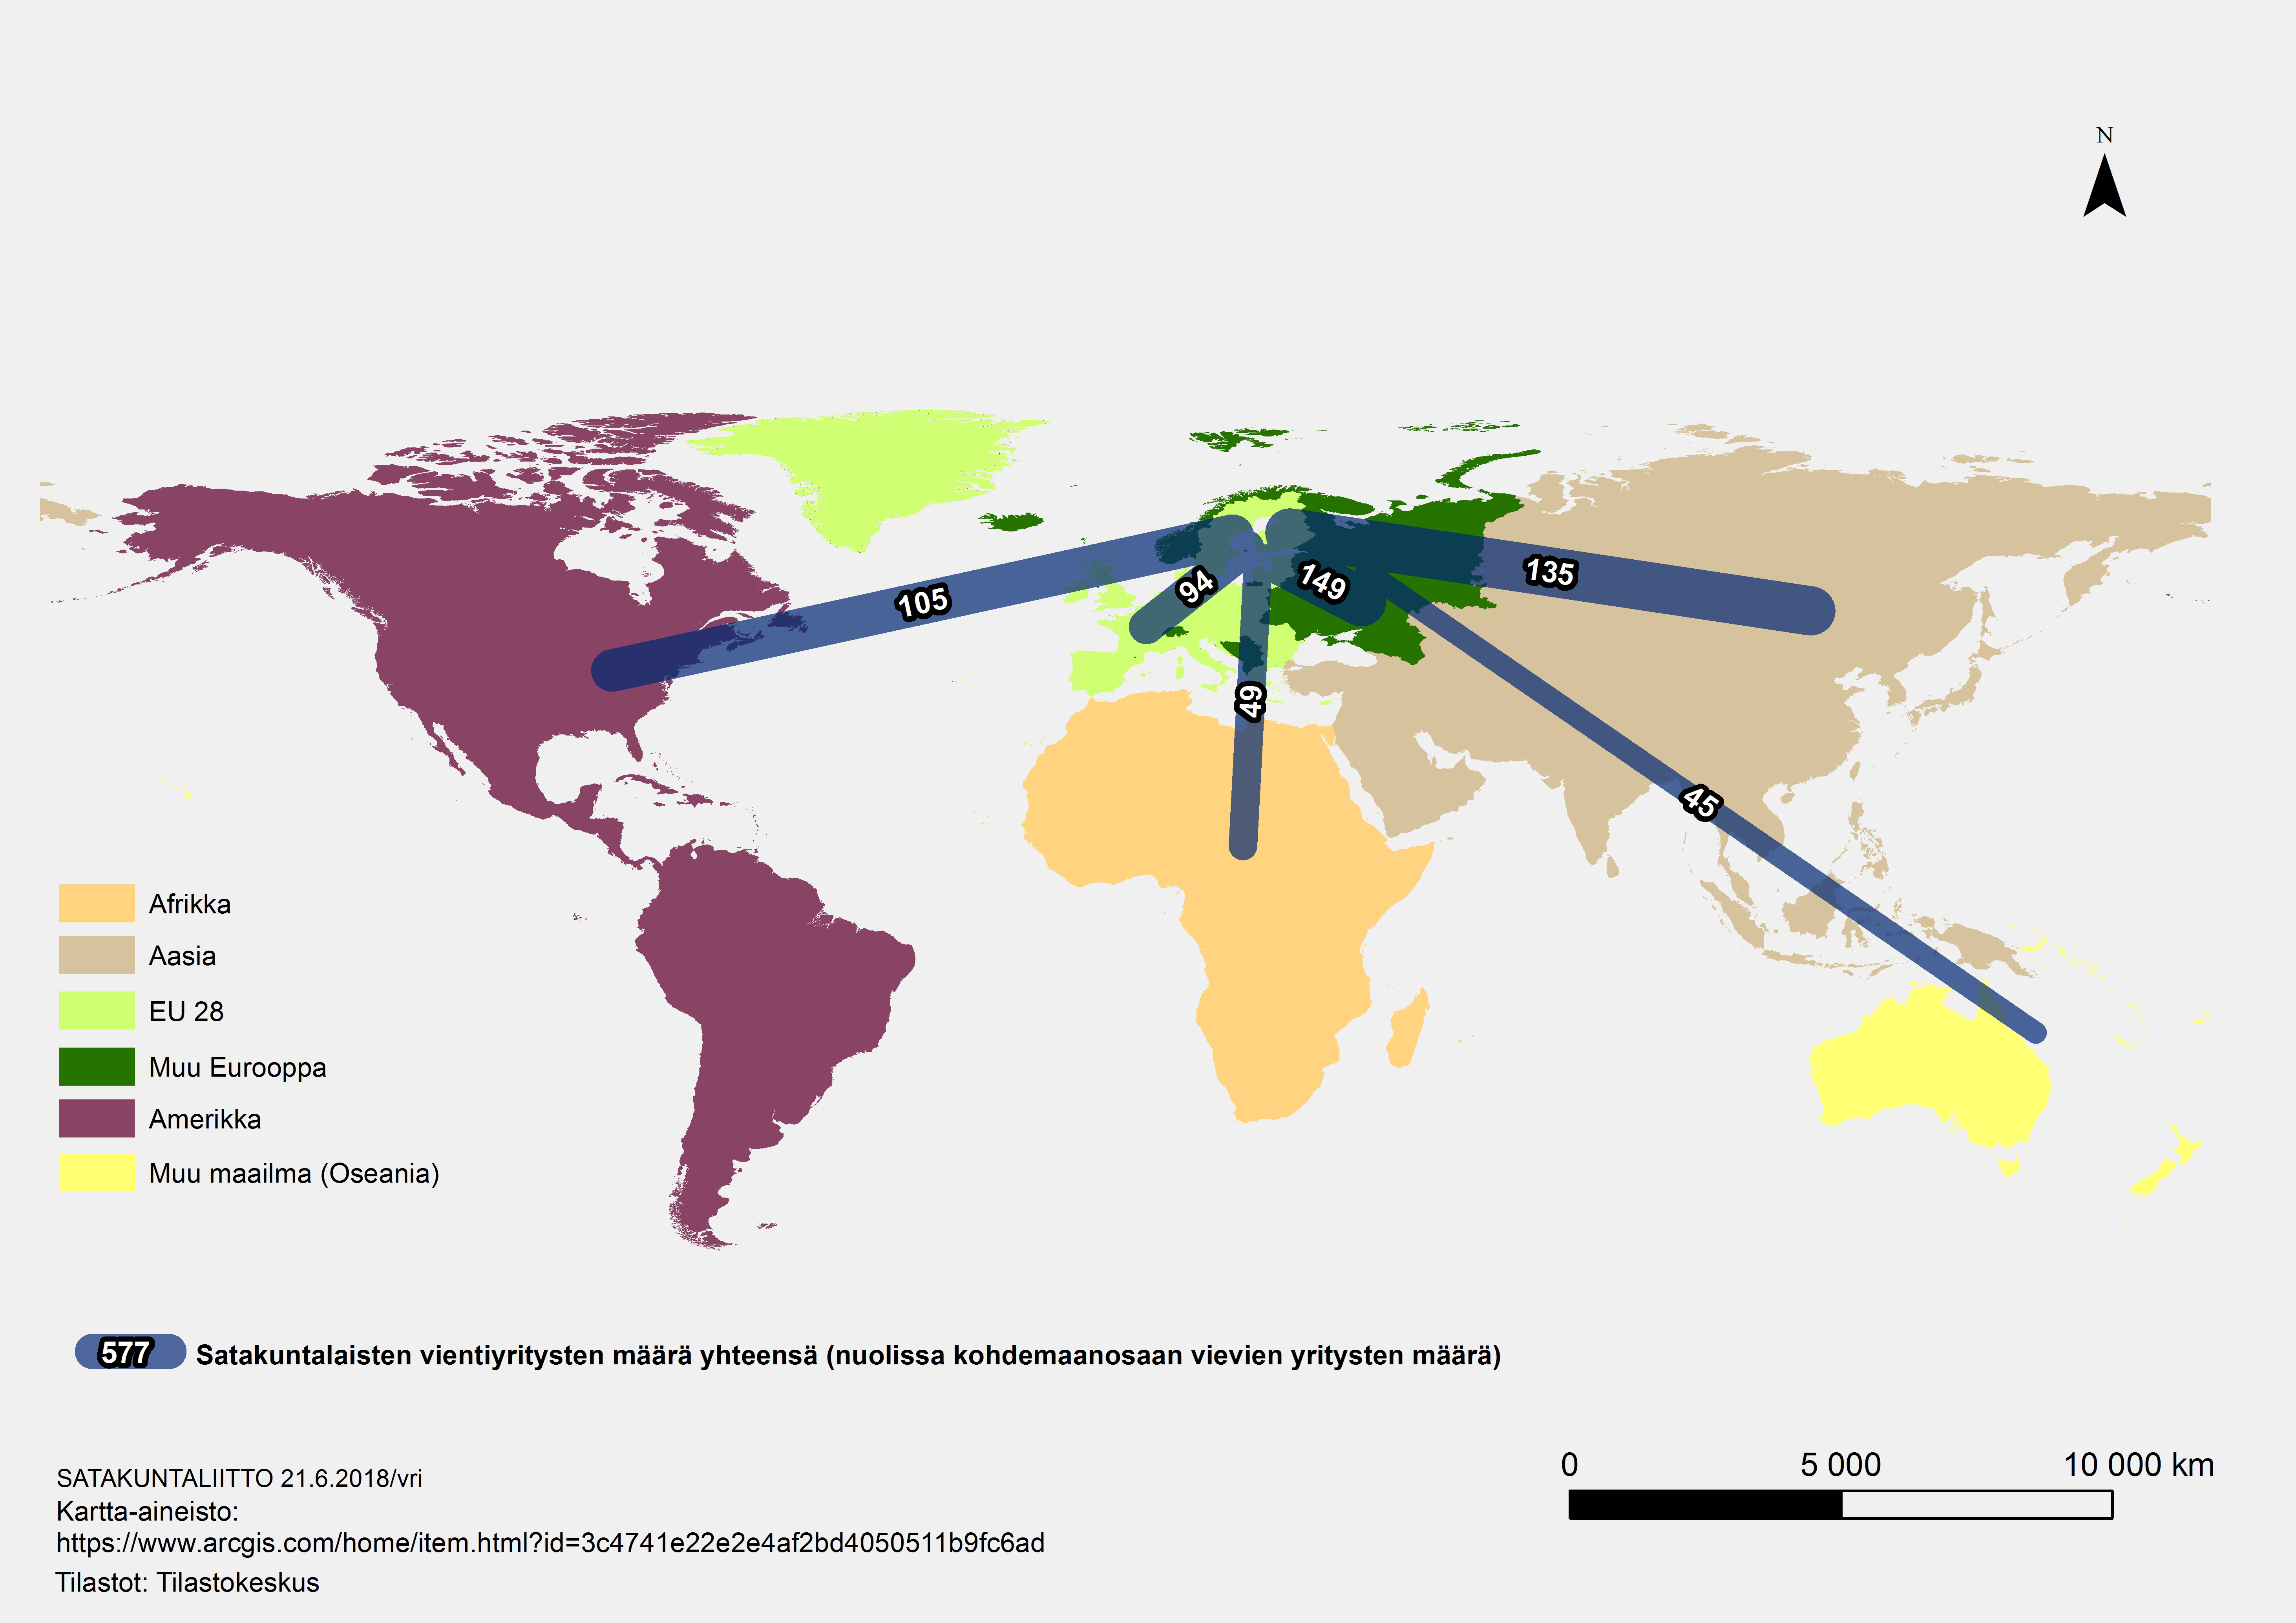 N
105
94
149
135
49
45
Afrikka
Aasia
EU 28
Muu Eurooppa
Amerikka
Muu maailma (Oseania)
577 Satakuntalaisten vientiyritysten määrä yhteensä (nuolissa kohdemaanosaan vievien yritysten määrä)
0 5 000 10 000 km
SATAKUNTALIITTO 21.6.2018/vri
Kartta-aineisto:
https://www.arcgis.com/home/item.html?id=3c4741e22e2e4af2bd4050511b9fc6ad
Tilastot: Tilastokeskus